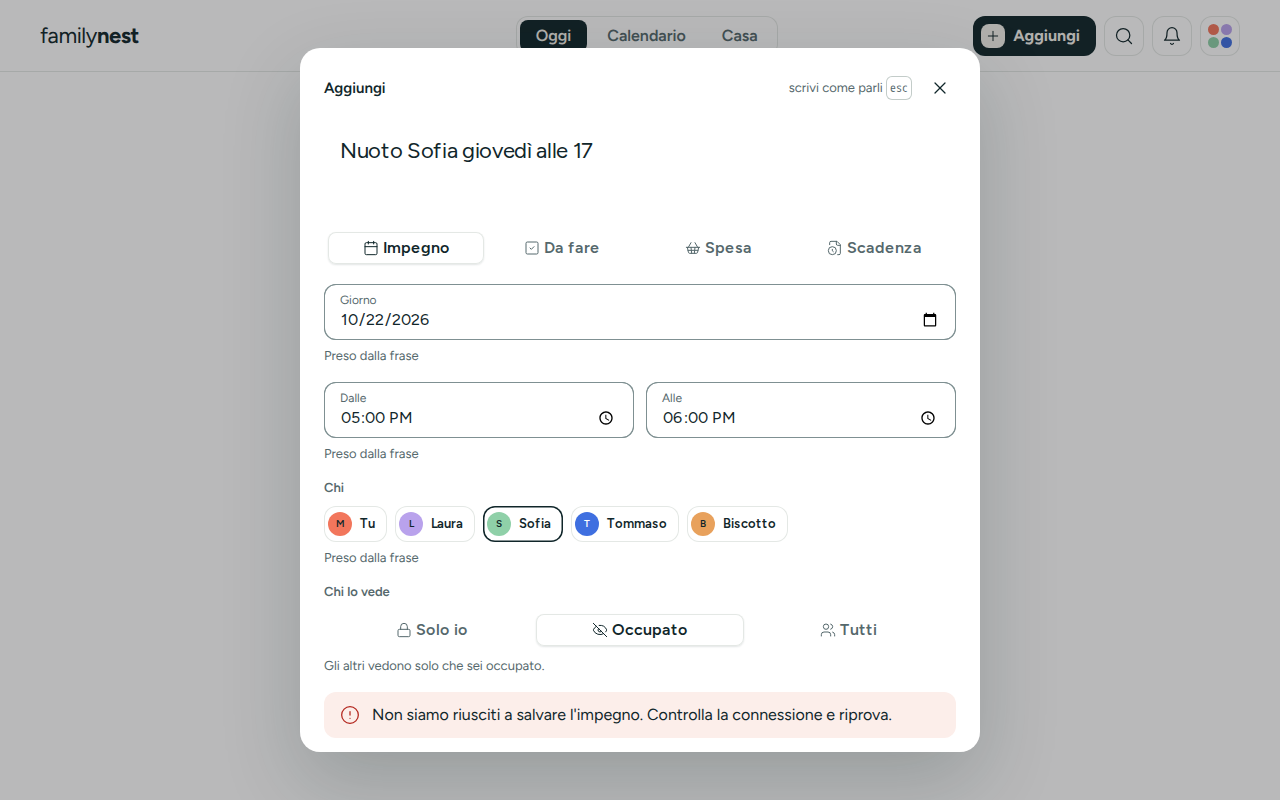 familynest
Oggi Calendario Casa
Aggiungi
Aggiungi
scrivi come parli esc
Nuoto Sofia giovedì alle 17
Impegno Da fare Spesa Scadenza
Giorno
10/22/2026
Preso dalla frase
Dalle Alle
05:00 PM 06:00 PM
Preso dalla frase
Chi
M Tu L Laura S Sofia T Tommaso B Biscotto
Preso dalla frase
Chi lo vede
Solo io Occupato Tutti
Gli altri vedono solo che sei occupato.
Non siamo riusciti a salvare l'impegno. Controlla la connessione e riprova.